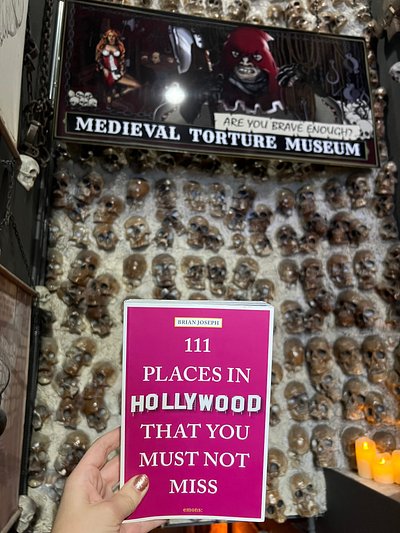 ARE YOU BRAVE ENOUGH?
MEDIEVAL TORTURE MUSEUM
BRIAN JOSEPH
111
PLACES IN
HOLLYWOOD
THAT YOU
MUST NOT
MISS
emons: